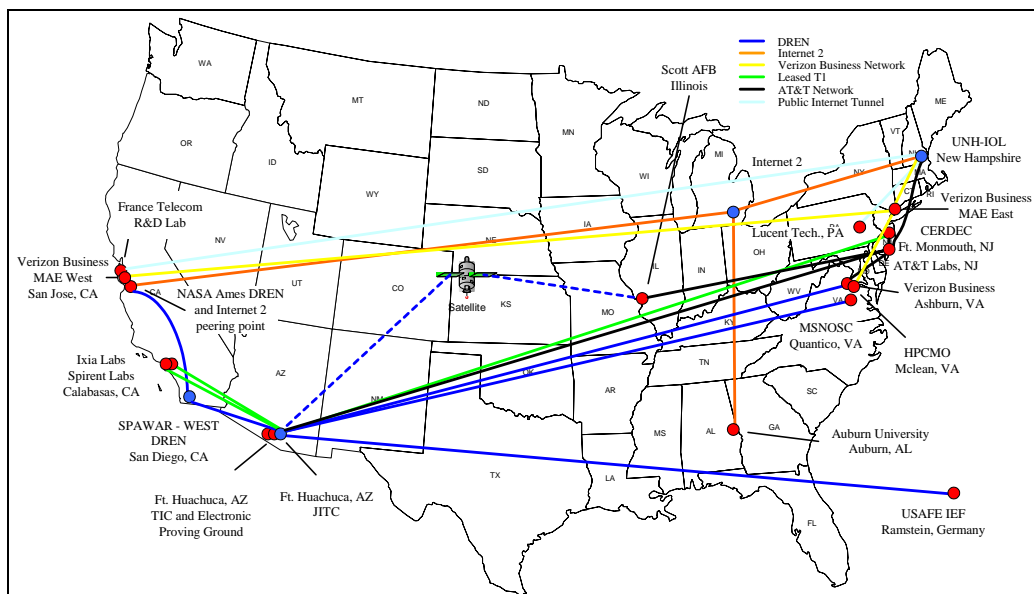 DREN
Internet 2
Verizon Business Network
Leased T1
AT&T Network
Public Internet Tunnel
Scott AFB
Illinois
WA
MT
ND
MN
OR
ID
SD
WI
MI
WY
ME
VT
NY
RI
UNH-IOL
New Hampshire
Internet 2
France Telecom
R&D Lab
NV
UT
CO
NE
IA
IL
IN
OH
Lucent Tech., PA
Verizon Business
MAE East
CERDEC
Ft. Monmouth, NJ
AT&T Labs, NJ
Verizon Business
MAE West
San Jose, CA
CA
NASA Ames DREN
and Internet 2
peering point
Satellite
KS
MO
KY
WV
VA
Verizon Business
Ashburn, VA
MSNOSC
Quantico, VA
HPCMO
Mclean, VA
Ixia Labs
Spirent Labs
Calabasas, CA
AZ
NM
OK
AR
TN
SC
MS
AL
GA
Auburn University
Auburn, AL
SPAWAR - WEST
DREN
San Diego, CA
TX
LA
FL
Ft. Huachuca, AZ
TIC and Electronic
Proving Ground
Ft. Huachuca, AZ
JITC
USAFE IEF
Ramstein, Germany